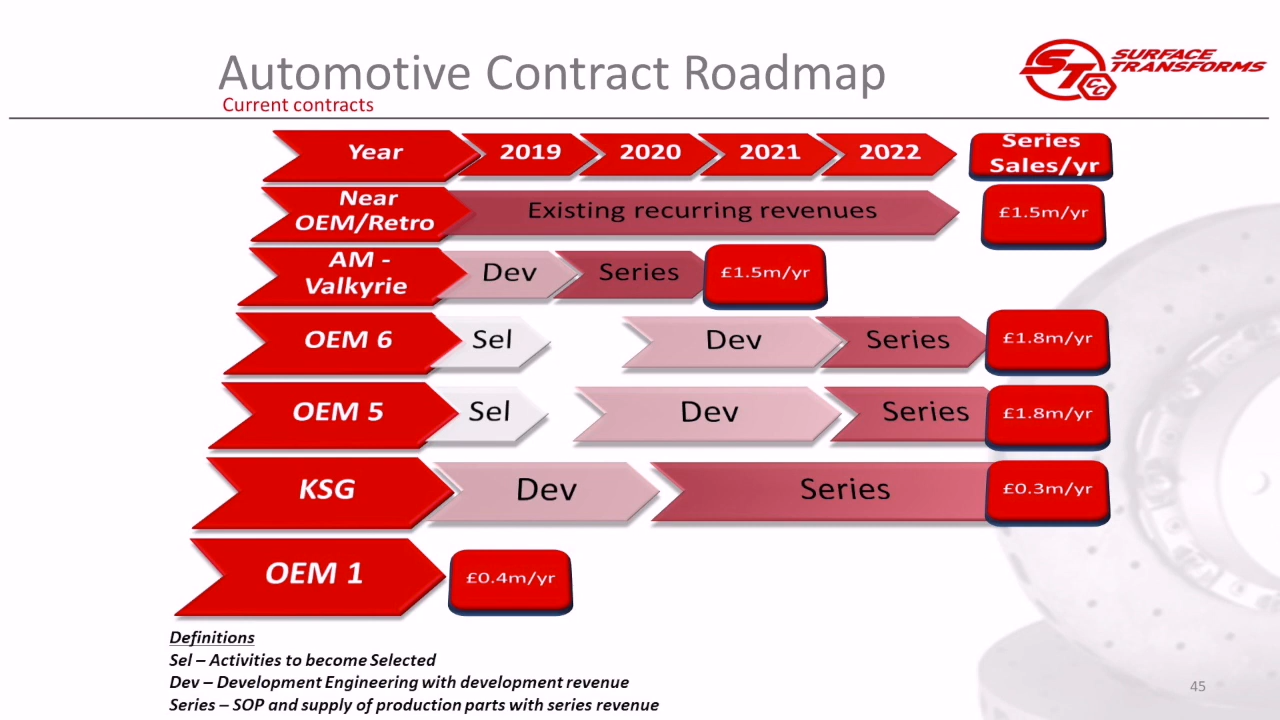 Automotive Contract Roadmap
Current contracts
SURFACE
TRANSFORMS
STCC
Year 2019 2020 2021 2022 Series
Sales/yr
Near
OEM/Retro
Existing recurring revenues £1.5m/yr
AM -
Valkyrie
Dev Series £1.5m/yr
OEM 6 Sel Dev Series £1.8m/yr
OEM 5 Sel Dev Series £1.8m/yr
KSG Dev Series £0.3m/yr
OEM 1 £0.4m/yr
Definitions
Sel – Activities to become Selected
Dev – Development Engineering with development revenue
Series – SOP and supply of production parts with series revenue
45